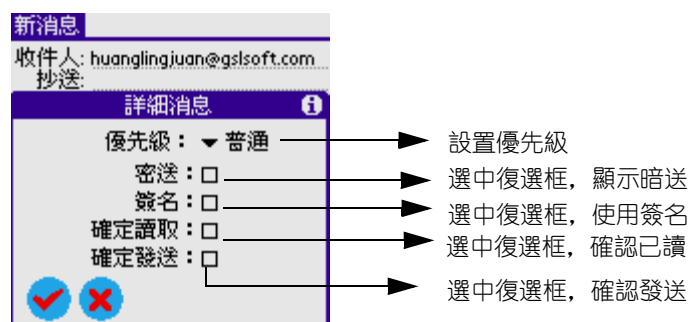 新消息
收件人: huanglingjuan@gslsoft.com
抄送:
詳細消息
優先級： 普通
設置優先級
密送：
選中復選框，顯示暗送
簽名：
選中復選框，使用簽名
確定讀取：
選中復選框，確認已讀
確定發送：
選中復選框，確認發送